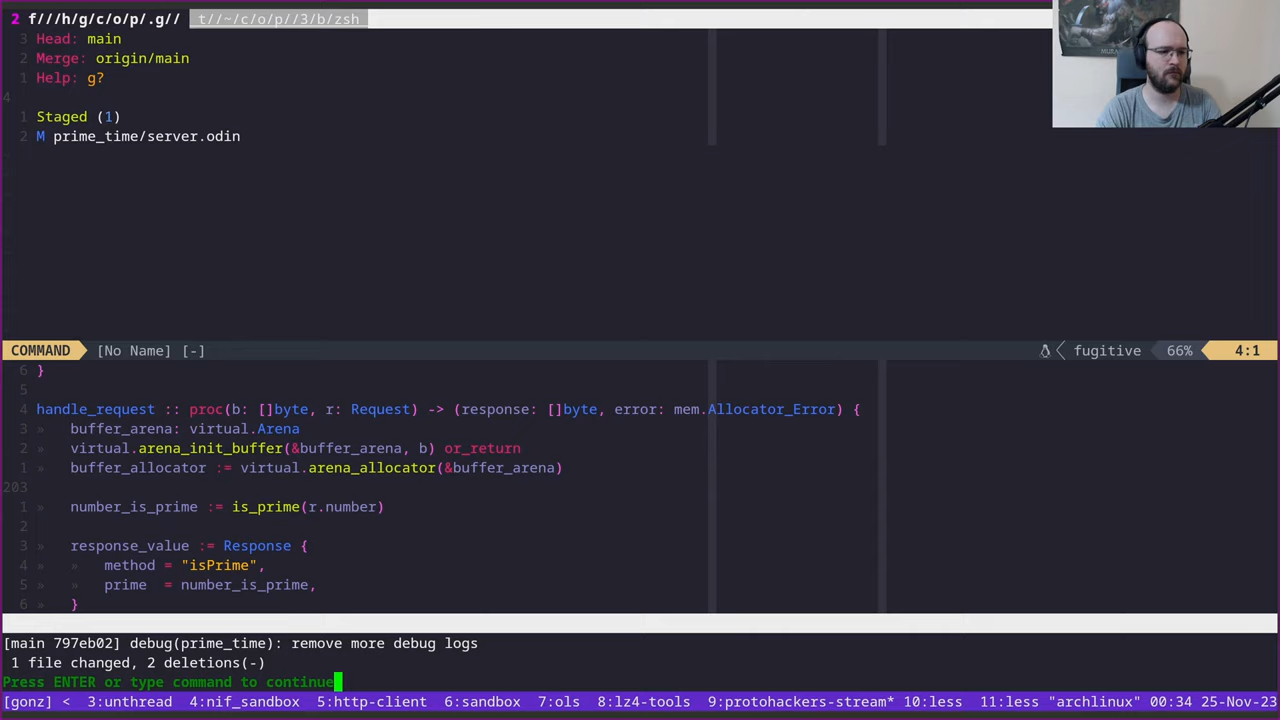 2 f///h/g/c/o/p/.g// t//~/c/o/p//3/b/zsh
3 Head: main
2 Merge: origin/main
1 Help: g?
4
1 Staged (1)
2 M prime_time/server.odin
MURA
COMMAND [No Name] [-] fugitive 66% 4:1
6 }
5
4 handle_request :: proc(b: []byte, r: Request) -> (response: []byte, error: mem.Allocator_Error) {
3 » buffer_arena: virtual.Arena
2 » virtual.arena_init_buffer(&buffer_arena, b) or_return
1 » buffer_allocator := virtual.arena_allocator(&buffer_arena)
203
1 » number_is_prime := is_prime(r.number)
2
3 » response_value := Response {
4 » » method = "isPrime",
5 » » prime = number_is_prime,
6 » }
[main 797eb02] debug(prime_time): remove more debug logs
1 file changed, 2 deletions(-)
Press ENTER or type command to continue
[gonz] < 3:unthread 4:nif_sandbox 5:http-client 6:sandbox 7:ols 8:lz4-tools 9:protohackers-stream* 10:less 11:less "archlinux" 00:34 25-Nov-23